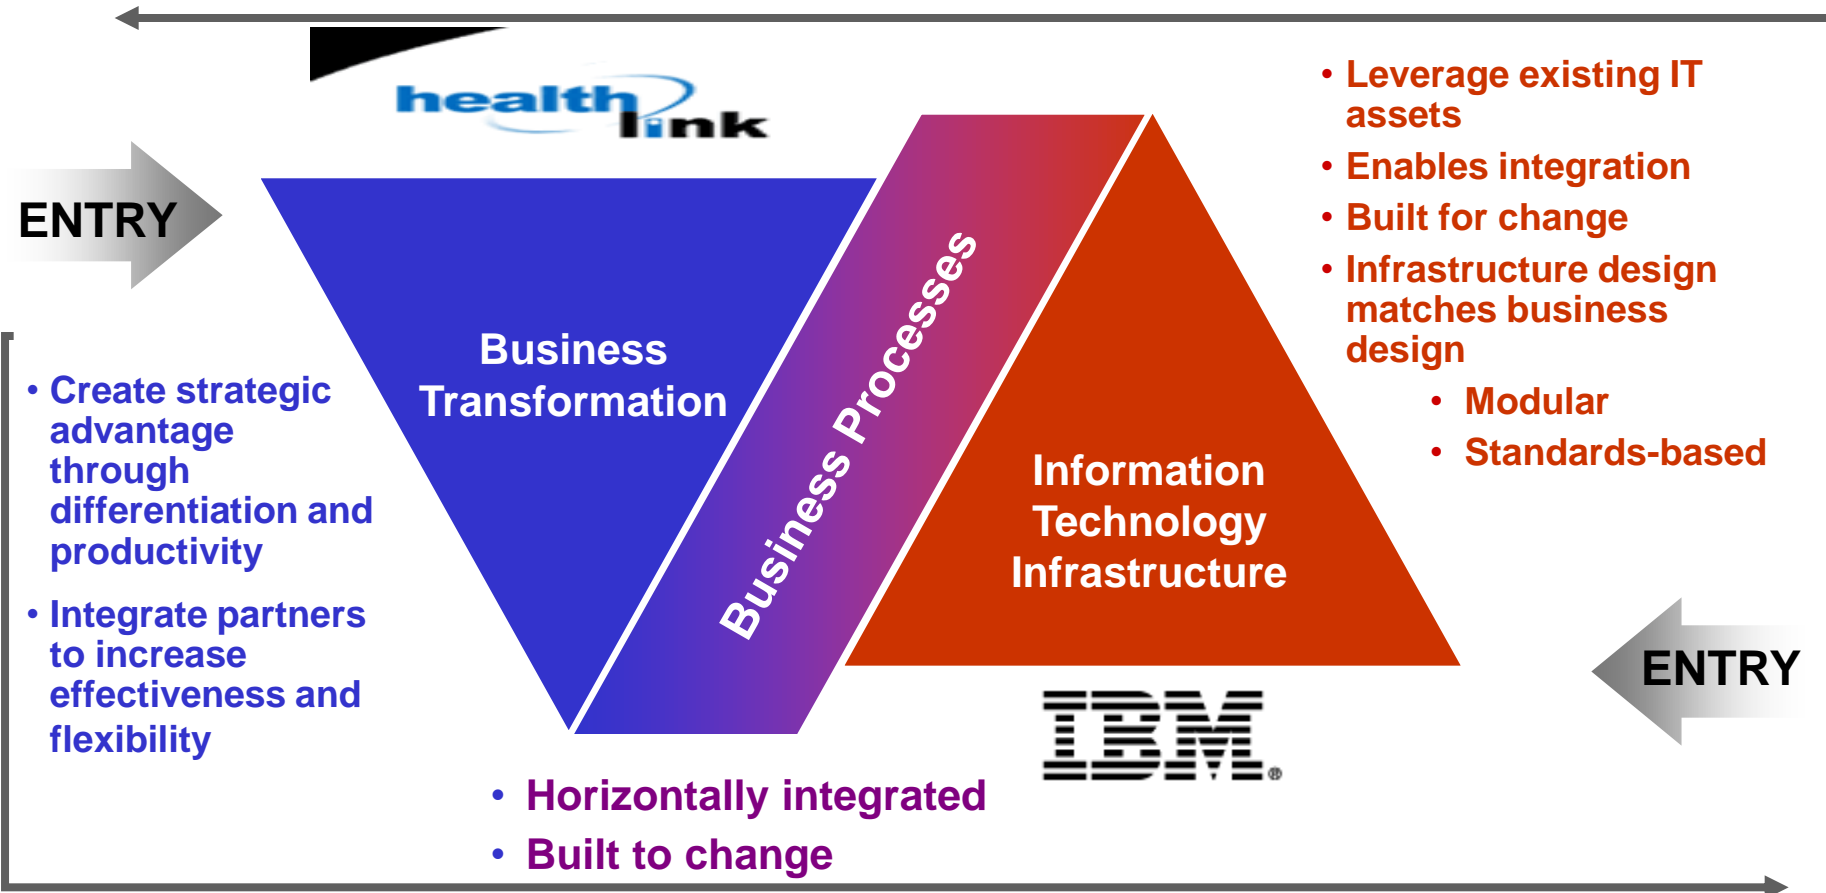 health
link
ENTRY
• Create strategic
advantage
through
differentiation and
productivity
• Integrate partners
to increase
effectiveness and
flexibility
Business
Transformation
Business Processes
Information
Technology
Infrastructure
• Leverage existing IT
assets
• Enables integration
• Built for change
• Infrastructure design
matches business
design
• Modular
• Standards-based
ENTRY
IBM®
• Horizontally integrated
• Built to change